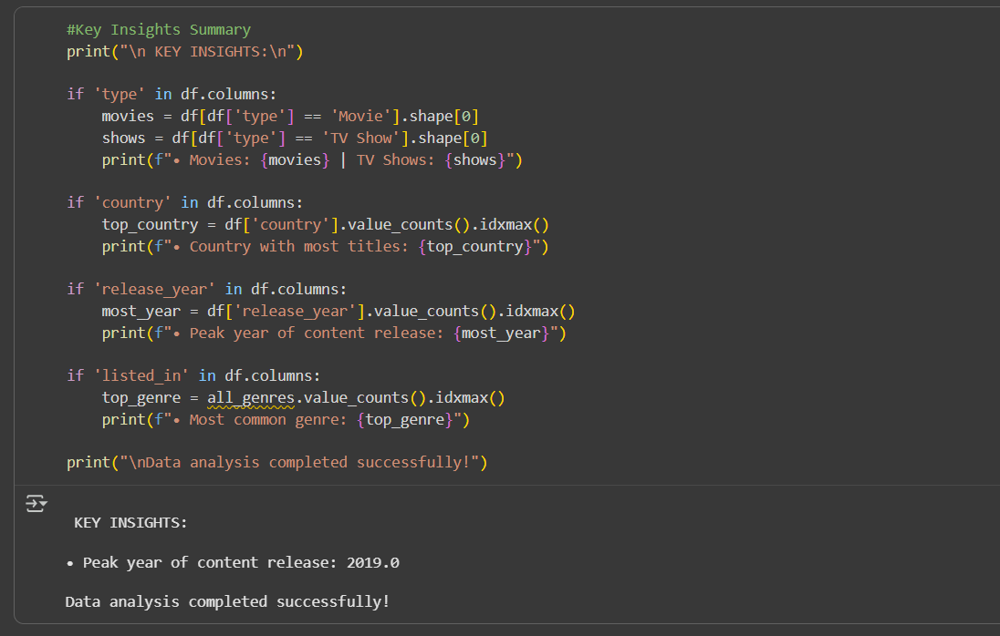 #Key Insights Summary
print("\n KEY INSIGHTS:\n")
if 'type' in df.columns:
movies = df[df['type'] == 'Movie'].shape[0]
shows = df[df['type'] == 'TV Show'].shape[0]
print(f"• Movies: {movies} | TV Shows: {shows}")
if 'country' in df.columns:
top_country = df['country'].value_counts().idxmax()
print(f"• Country with most titles: {top_country}")
if 'release_year' in df.columns:
most_year = df['release_year'].value_counts().idxmax()
print(f"• Peak year of content release: {most_year}")
if 'listed_in' in df.columns:
top_genre = all_genres.value_counts().idxmax()
print(f"• Most common genre: {top_genre}")
print("\nData analysis completed successfully!")
KEY INSIGHTS:
• Peak year of content release: 2019.0
Data analysis completed successfully!